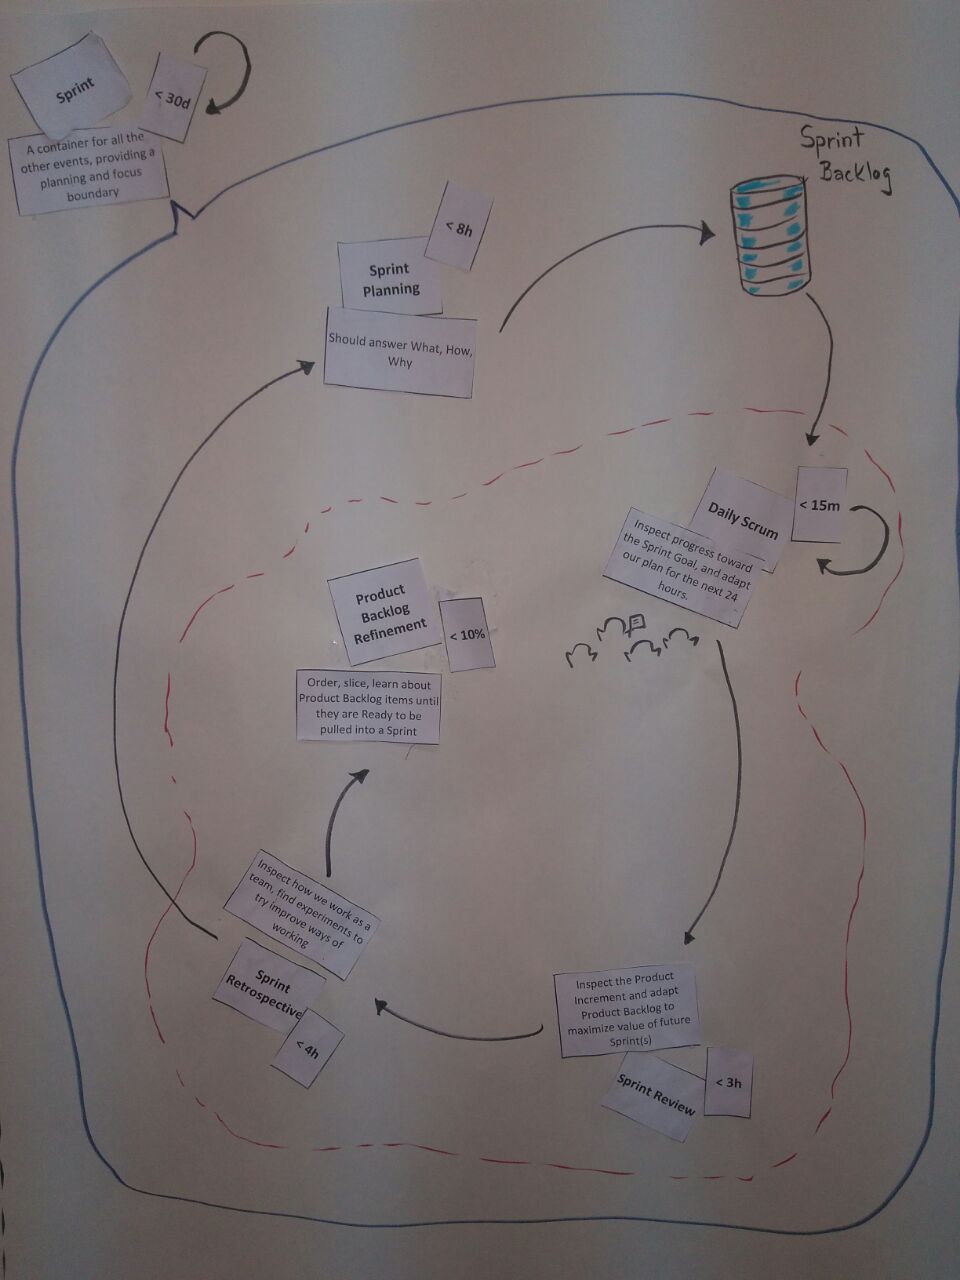 Sprint
< 30d
A container for all the
other events, providing a
planning and focus
boundary
Sprint
Backlog
< 8h
Sprint
Planning
Should answer What, How,
Why
Daily Scrum
< 15m
Inspect progress toward
the Sprint Goal, and adapt
our plan for the next 24
hours.
Product
Backlog
Refinement
< 10%
Order, slice, learn about
Product Backlog items until
they are Ready to be
pulled into a Sprint
Inspect how we work as a
team, find experiments to
try improve ways of
working
Sprint
Retrospective
< 4h
Inspect the Product
Increment and adapt
Product Backlog to
maximize value of future
Sprint(s)
Sprint Review
< 3h